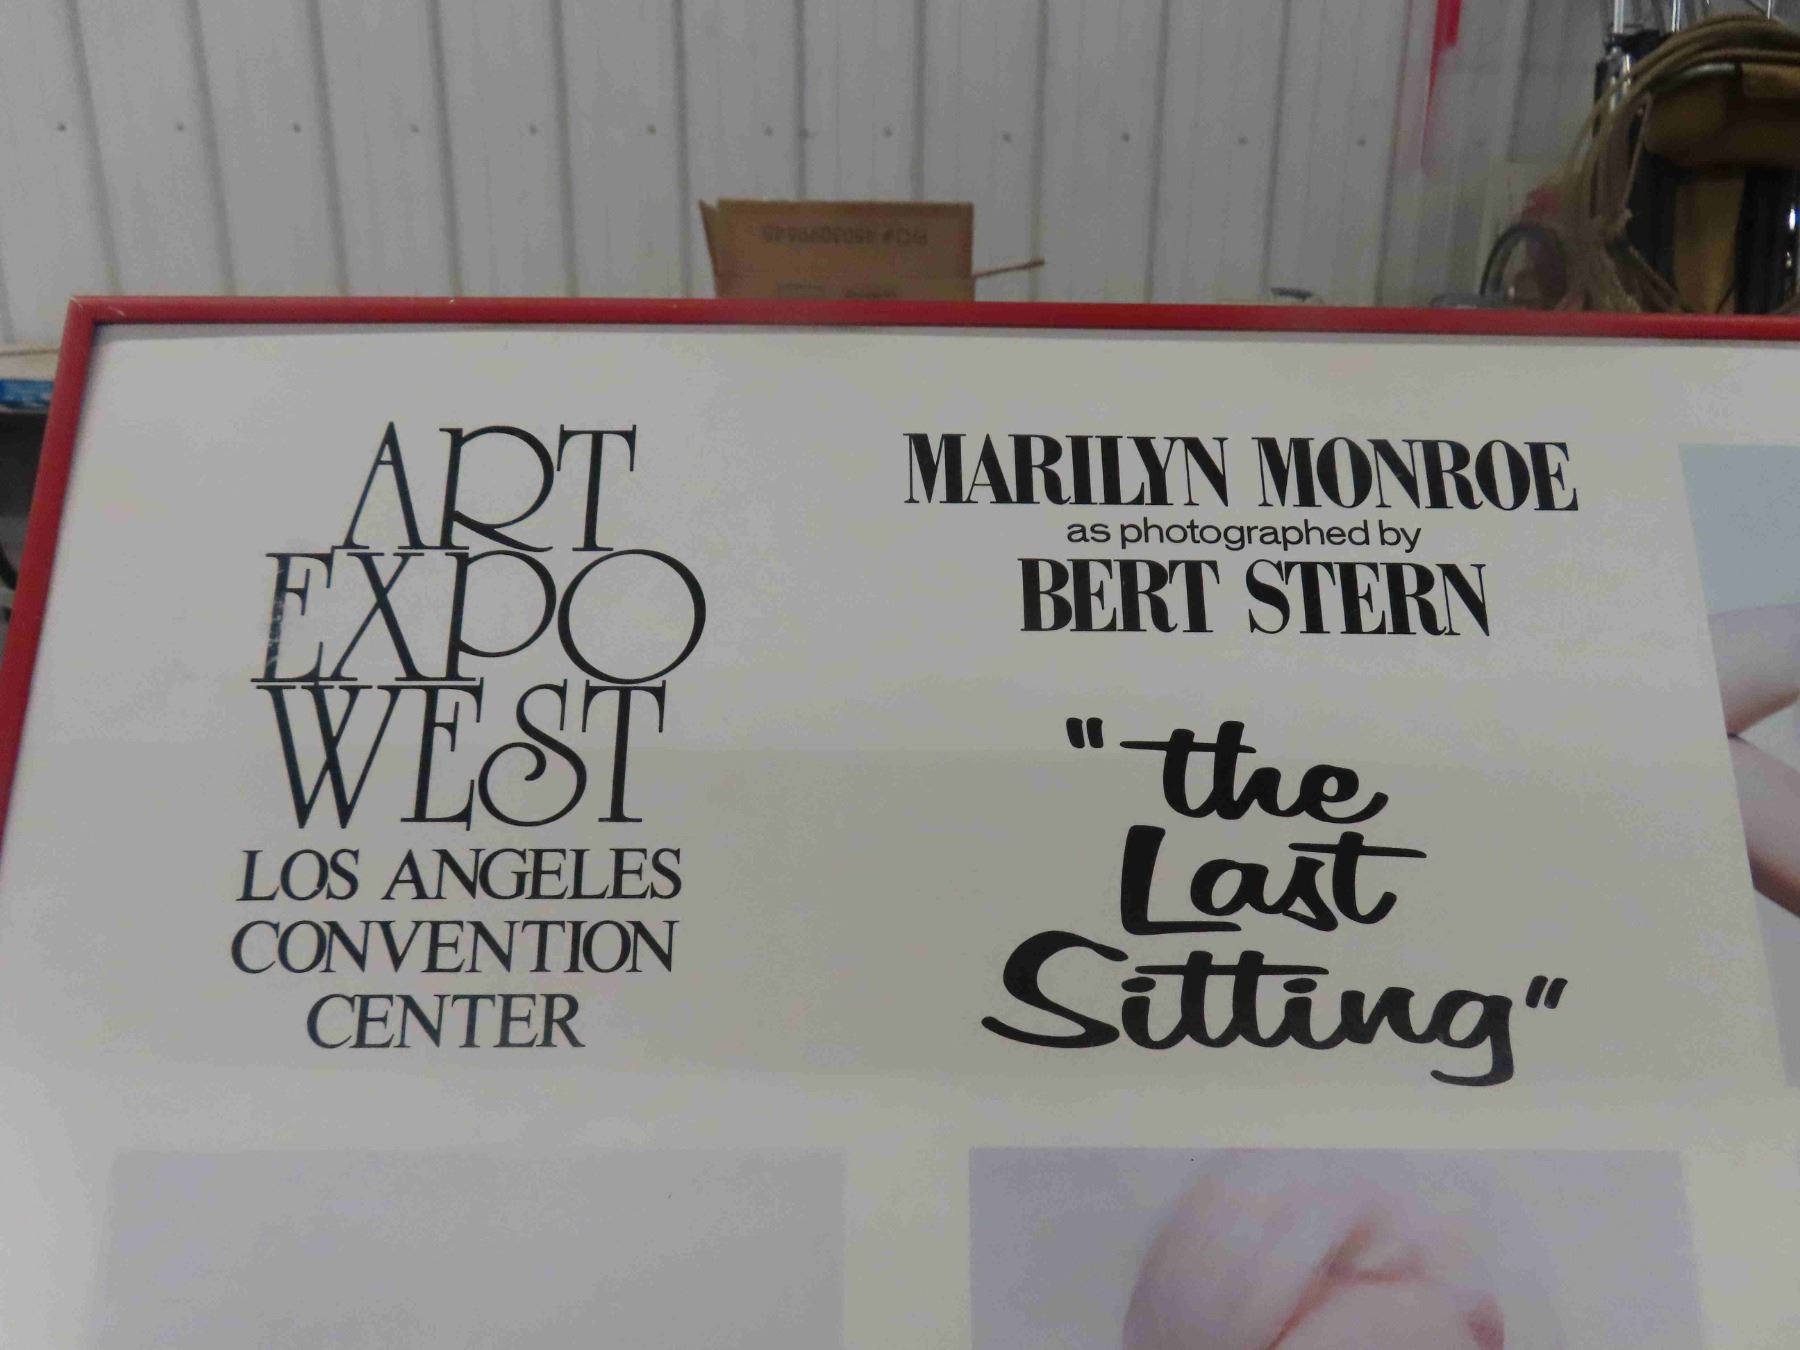 ART
EXPO
WEST
LOS ANGELES
CONVENTION
CENTER
MARILYN MONROE
as photographed by
BERT STERN
"the
Last
Sitting"